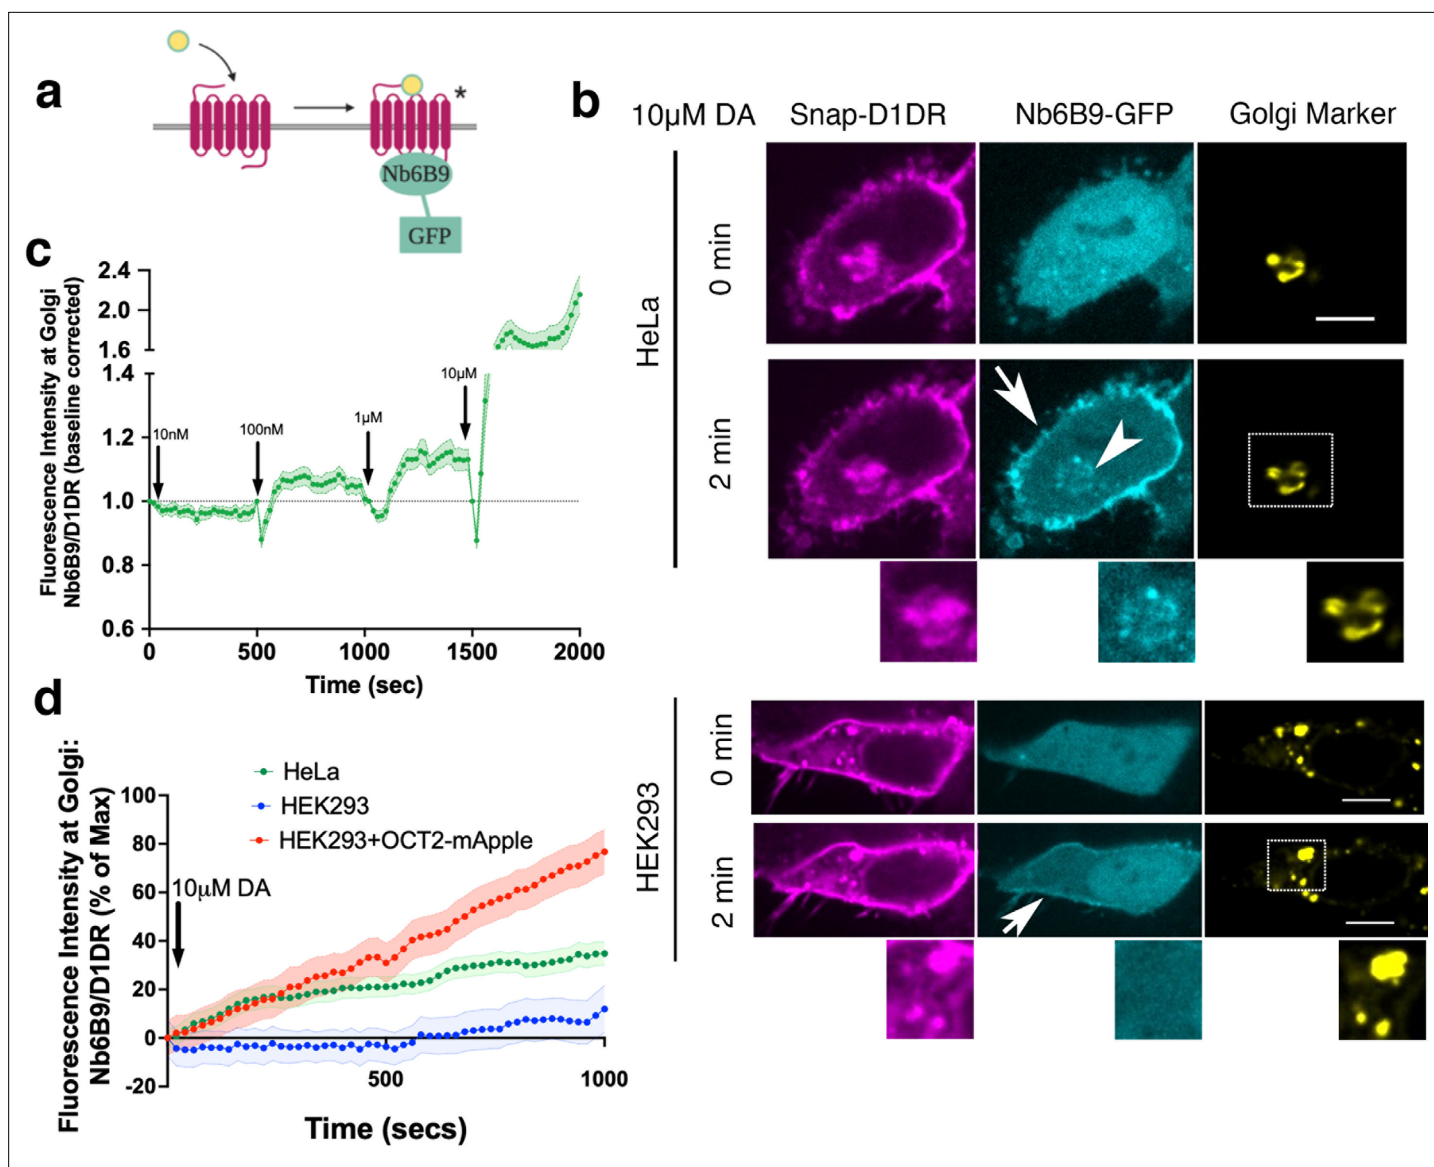 a
*
Nb6B9
GFP
b
10µM DA
Snap-D1DR
Nb6B9-GFP
Golgi Marker
HeLa
0 min
2 min
HEK293
0 min
2 min
c
Fluorescence Intensity at Golgi
Nb6B9/D1DR (baseline corrected)
2.4
2.0
1.6
1.4
1.2
1.0
0.8
0.6
10nM
100nM
1µM
10µM
0
500
1000
1500
2000
Time (sec)
d
Fluorescence Intensity at Golgi:
Nb6B9/D1DR (% of Max)
100
80
60
40
20
0
-20
HeLa
HEK293
HEK293+OCT2-mApple
10µM DA
500
1000
Time (secs)